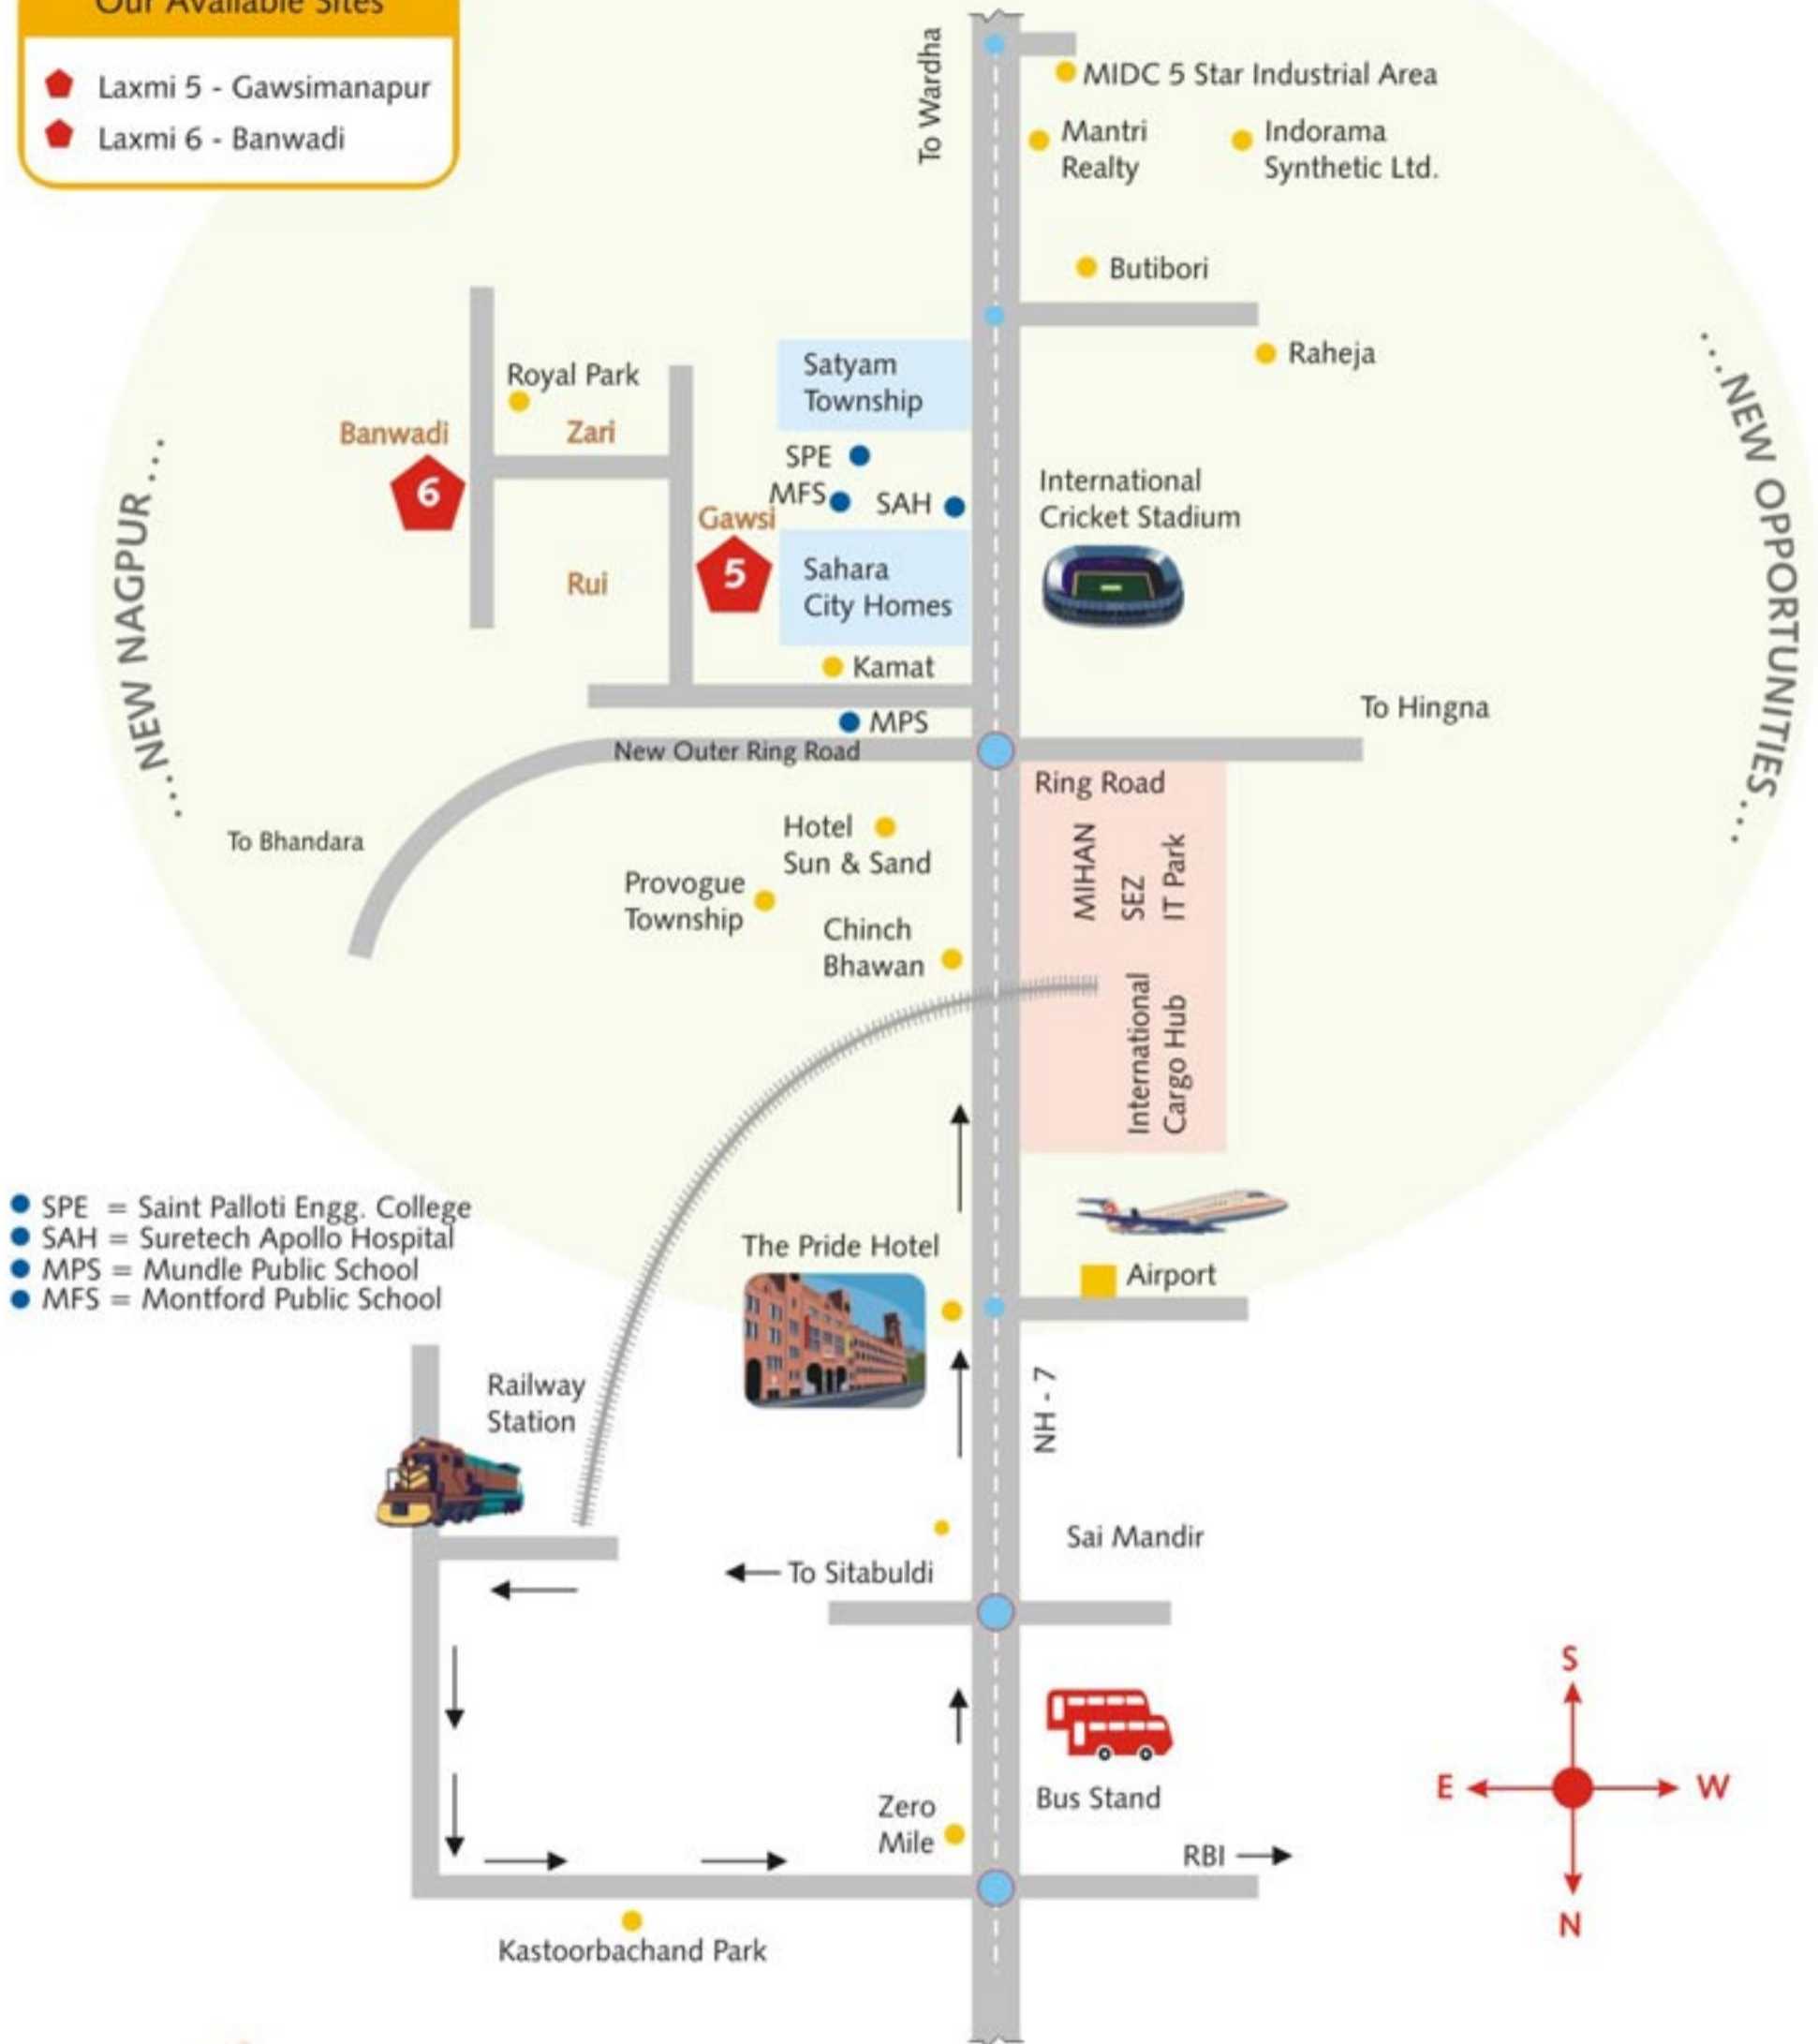 Our Available Sites
Laxmi 5 - Gawsimanapur
Laxmi 6 - Banwadi
To Wardha
MIDC 5 Star Industrial Area
Mantri
Realty
Indorama
Synthetic Ltd.
Butibori
Raheja
Satyam
Township
Royal Park
Banwadi
Zari
6
SPE
MFS
SAH
Gawsi
5
Rui
Sahara
City Homes
International
Cricket Stadium
....NEW NAGPUR....
...NEW OPPORTUNITIES...
Kamat
MPS
To Hingna
New Outer Ring Road
Ring Road
To Bhandara
Hotel
Sun & Sand
Provogue
Township
Chinch
Bhawan
MIHAN
SEZ
IT Park
International
Cargo Hub
SPE = Saint Palloti Engg. College
SAH = Suretech Apollo Hospital
MPS = Mundle Public School
MFS = Montford Public School
The Pride Hotel
Airport
Railway
Station
NH - 7
Sai Mandir
To Sitabuldi
Bus Stand
Zero
Mile
RBI
Kastoorbachand Park
S
E
W
N